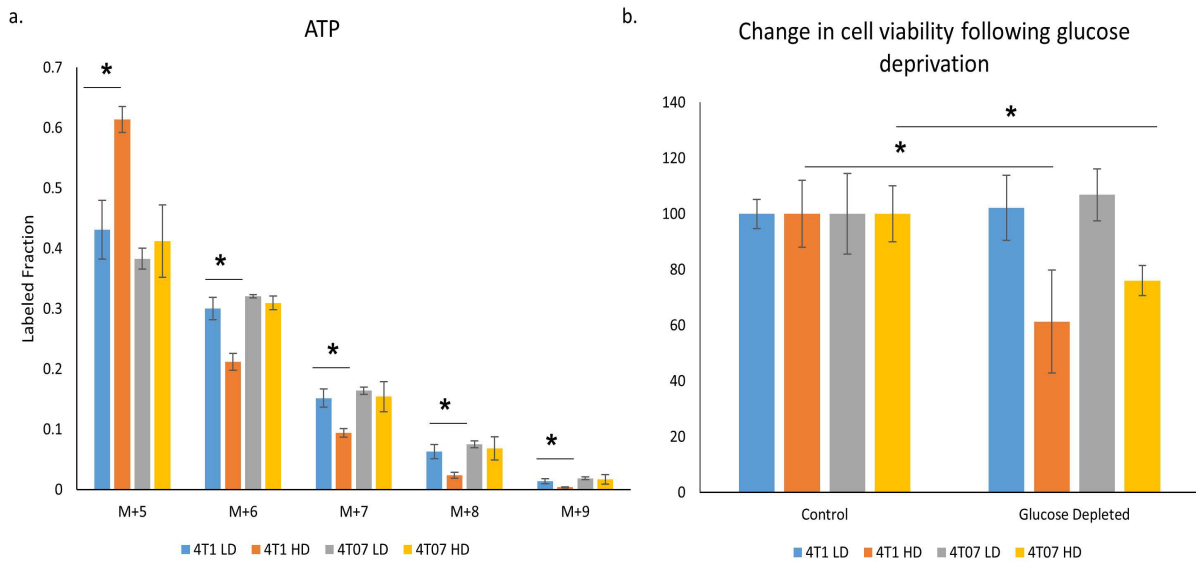 a.
ATP
Labeled Fraction
0.7
0.6
0.5
0.4
0.3
0.2
0.1
0
*
*
*
*
*
M+5 M+6 M+7 M+8 M+9
4T1 LD 4T1 HD 4T07 LD 4T07 HD
b.
Change in cell viability following glucose
deprivation
140
120
100
80
60
40
20
0
*
*
Control Glucose Depleted
4T1 LD 4T1 HD 4T07 LD 4T07 HD